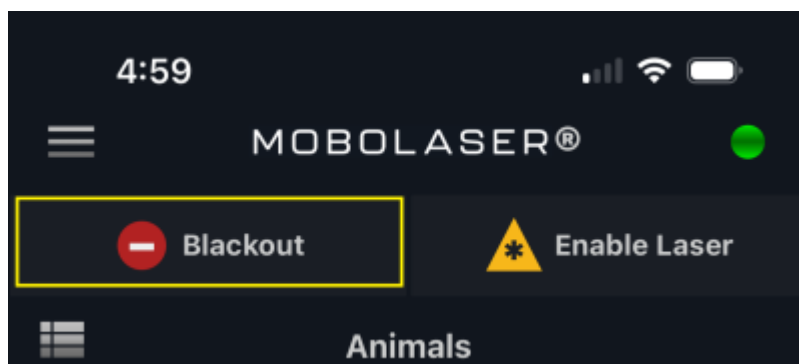 4:59
MOBOLASER®
Blackout
Enable Laser
Animals